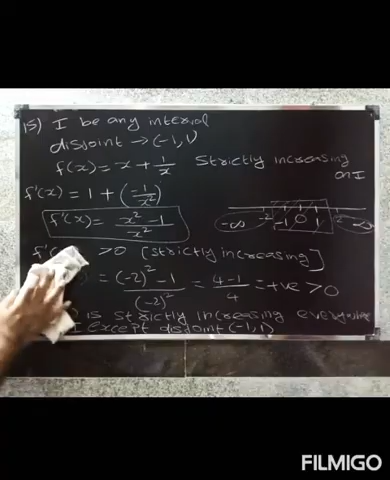 15) I be any interval
disjoint → (-1, 1)
f(x) = x + 1/x strictly increasing on I
f'(x) = 1 + (-1/x²)
f'(x) = x² - 1 / x²
-∞ -2 -1 0 1 2 ∞
f'( > 0 [strictly increasing]
) = (-2)² - 1 / (-2)² = 4-1 / 4 = +ve > 0
is strictly increasing
I except disjoint (-1, 1)
FILMIGO